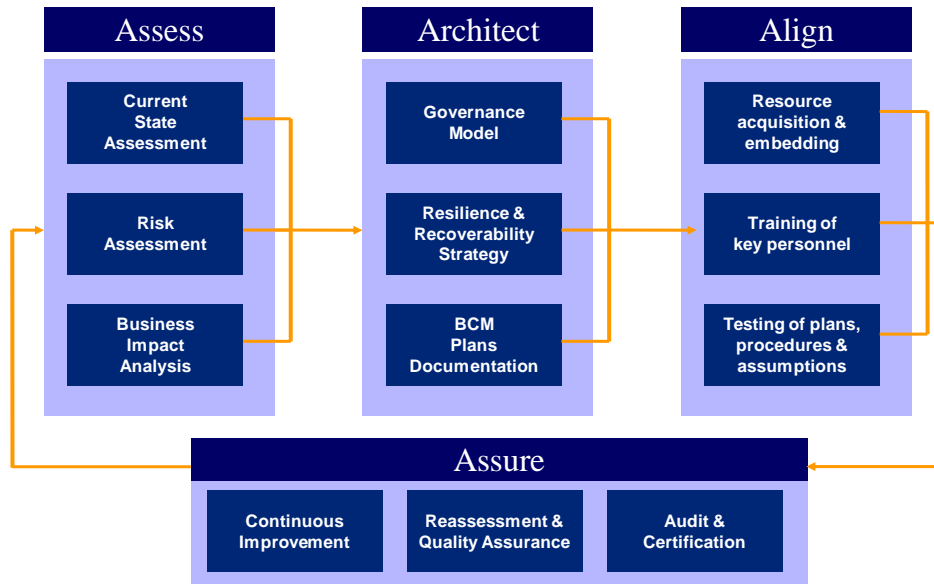 Assess
Current
State
Assessment
Risk
Assessment
Business
Impact
Analysis
Architect
Governance
Model
Resilience &
Recoverability
Strategy
BCM
Plans
Documentation
Align
Resource
acquisition &
embedding
Training of
key personnel
Testing of plans,
procedures &
assumptions
Assure
Continuous
Improvement
Reassessment &
Quality Assurance
Audit &
Certification